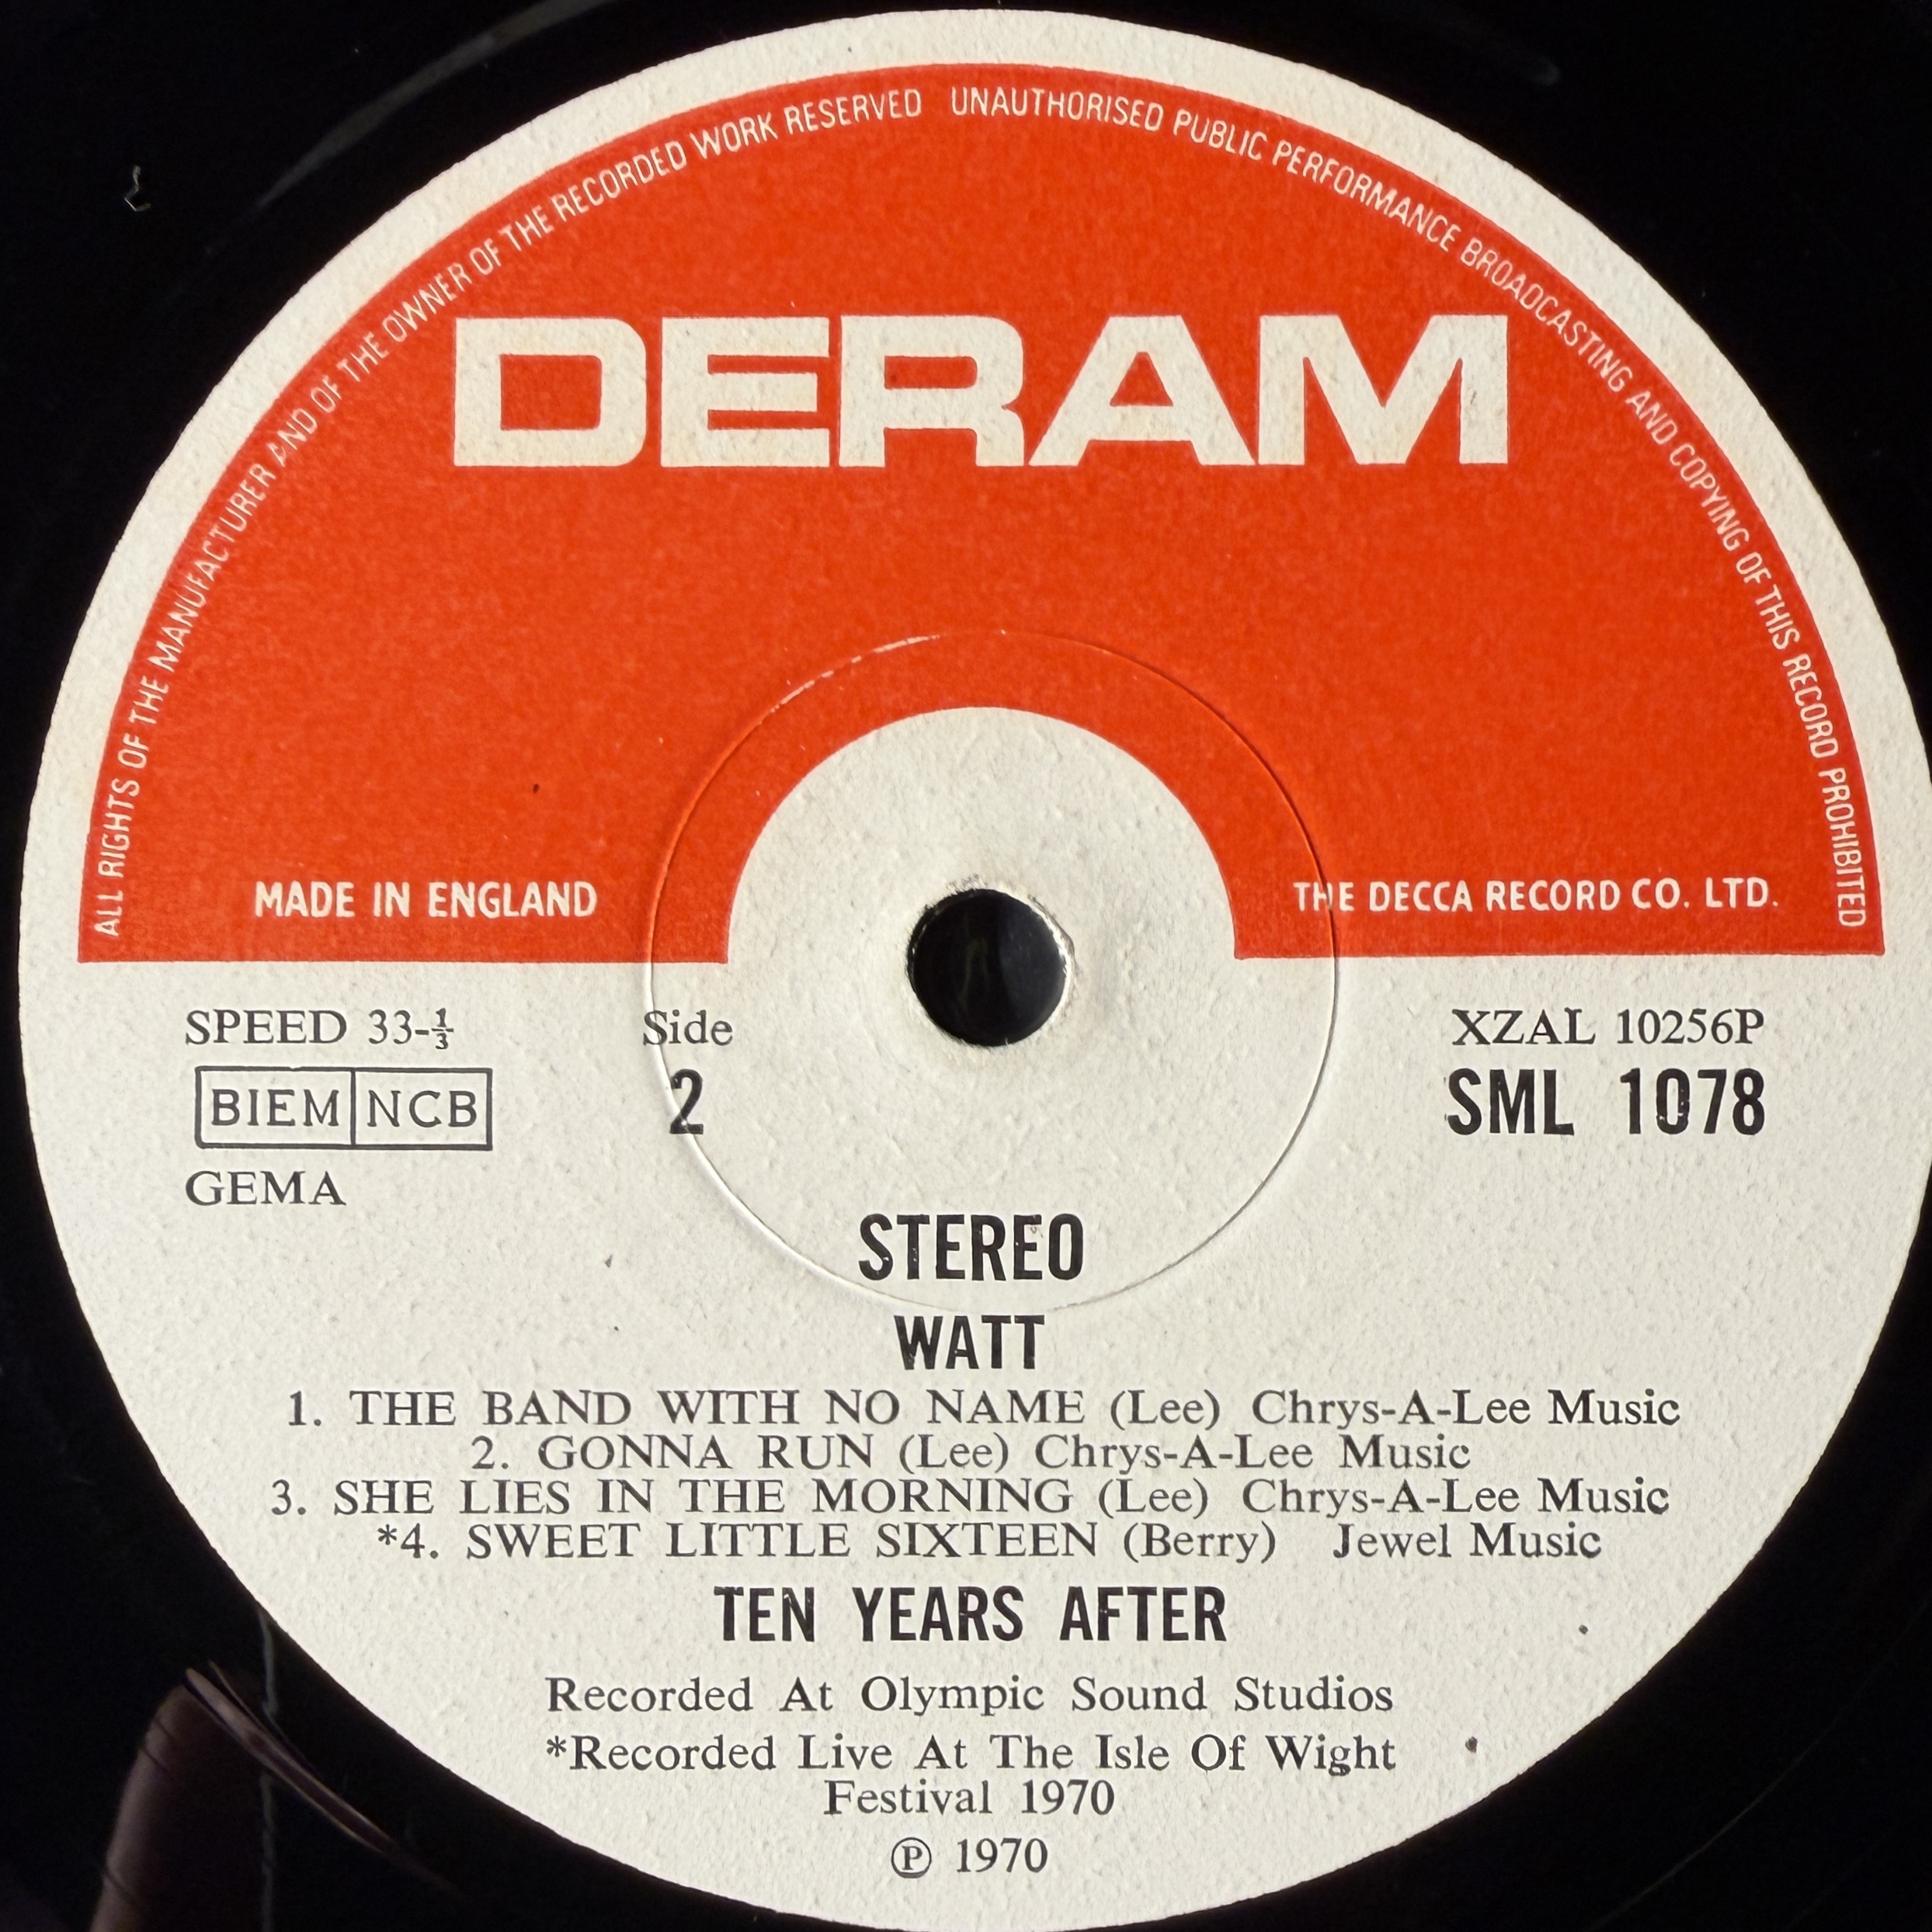 ALL RIGHTS OF THE MANUFACTURER AND OF THE OWNER OF THE RECORDED WORK RESERVED UNAUTHORISED PUBLIC PERFORMANCE BROADCASTING AND COPYING OF THIS RECORD PROHIBITED
DERAM
MADE IN ENGLAND
THE DECCA RECORD CO. LTD.
SPEED 33-⅓
Side
XZAL 10256P
BIEM NCB
2
SML 1078
GEMA
STEREO
WATT
1. THE BAND WITH NO NAME (Lee) Chrys-A-Lee Music
2. GONNA RUN (Lee) Chrys-A-Lee Music
3. SHE LIES IN THE MORNING (Lee) Chrys-A-Lee Music
*4. SWEET LITTLE SIXTEEN (Berry) Jewel Music
TEN YEARS AFTER
Recorded At Olympic Sound Studios
*Recorded Live At The Isle Of Wight
Festival 1970
℗ 1970